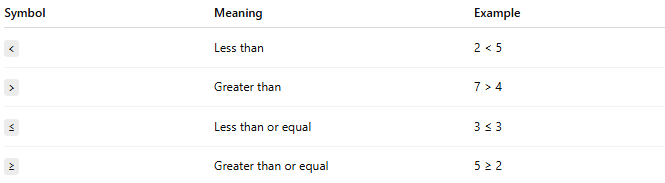 Symbol Meaning Example
< Less than 2 < 5
> Greater than 7 > 4
≤ Less than or equal 3 ≤ 3
≥ Greater than or equal 5 ≥ 2